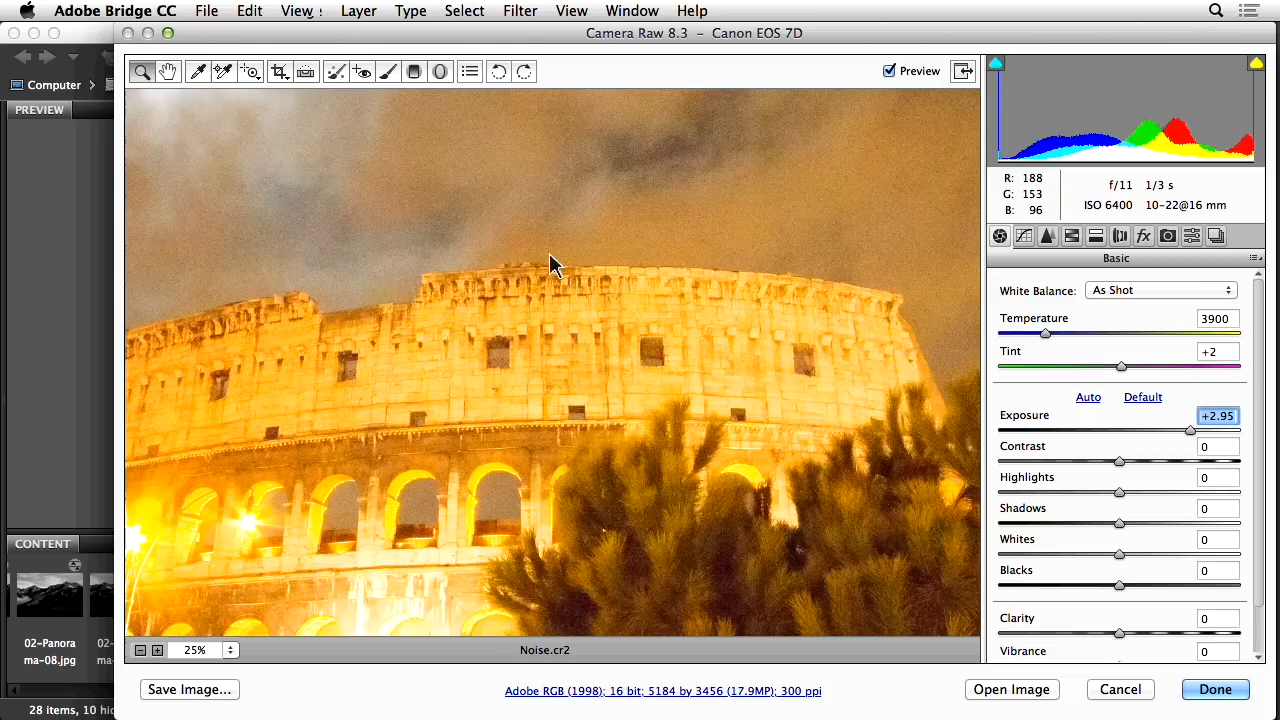 Adobe Bridge CC File Edit View Layer Type Select Filter View Window Help
Camera Raw 8.3 – Canon EOS 7D
Preview
Computer
PREVIEW
R: 188
G: 153
B: 96
f/11 1/3 s
ISO 6400 10-22@16 mm
fx
Basic
White Balance: As Shot
Temperature 3900
Tint +2
Auto Default
Exposure +2.95
Contrast 0
Highlights 0
Shadows 0
Whites 0
Blacks 0
Clarity 0
Vibrance 0
CONTENT
02-Panora
ma-08.jpg
02-
ma-
28 items, 10 hid
25%
Noise.cr2
Save Image...
Adobe RGB (1998); 16 bit; 5184 by 3456 (17.9MP); 300 ppi
Open Image
Cancel
Done